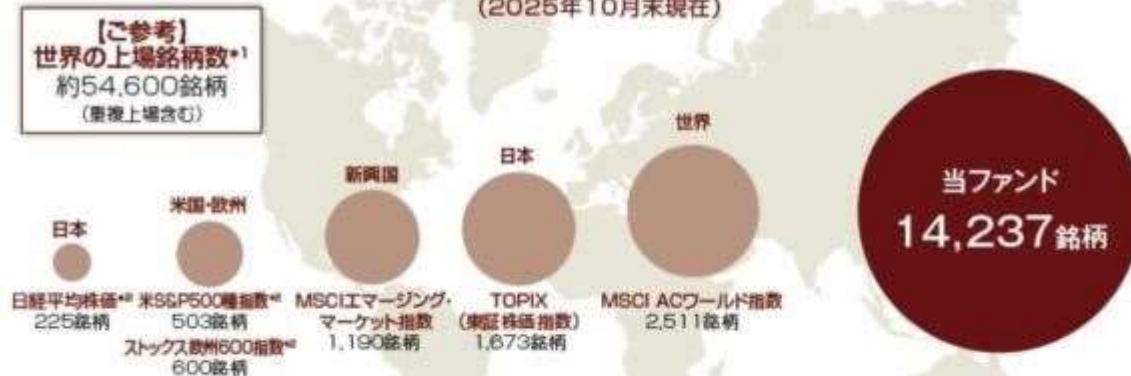 (2025年10月末現在)
【ご参考】
世界の上場銘柄数*1
約54,600銘柄
(重複上場含む)
日本
日経平均株価*2
225銘柄
米国・欧州
米S&P500種指数*2
503銘柄
ストックス欧州600指数*2
600銘柄
新興国
MSCIエマージング・
マーケット指数
1,190銘柄
日本
TOPIX
(東証株価指数)
1,673銘柄
世界
MSCI ACワールド指数
2,511銘柄
当ファンド
14,237銘柄